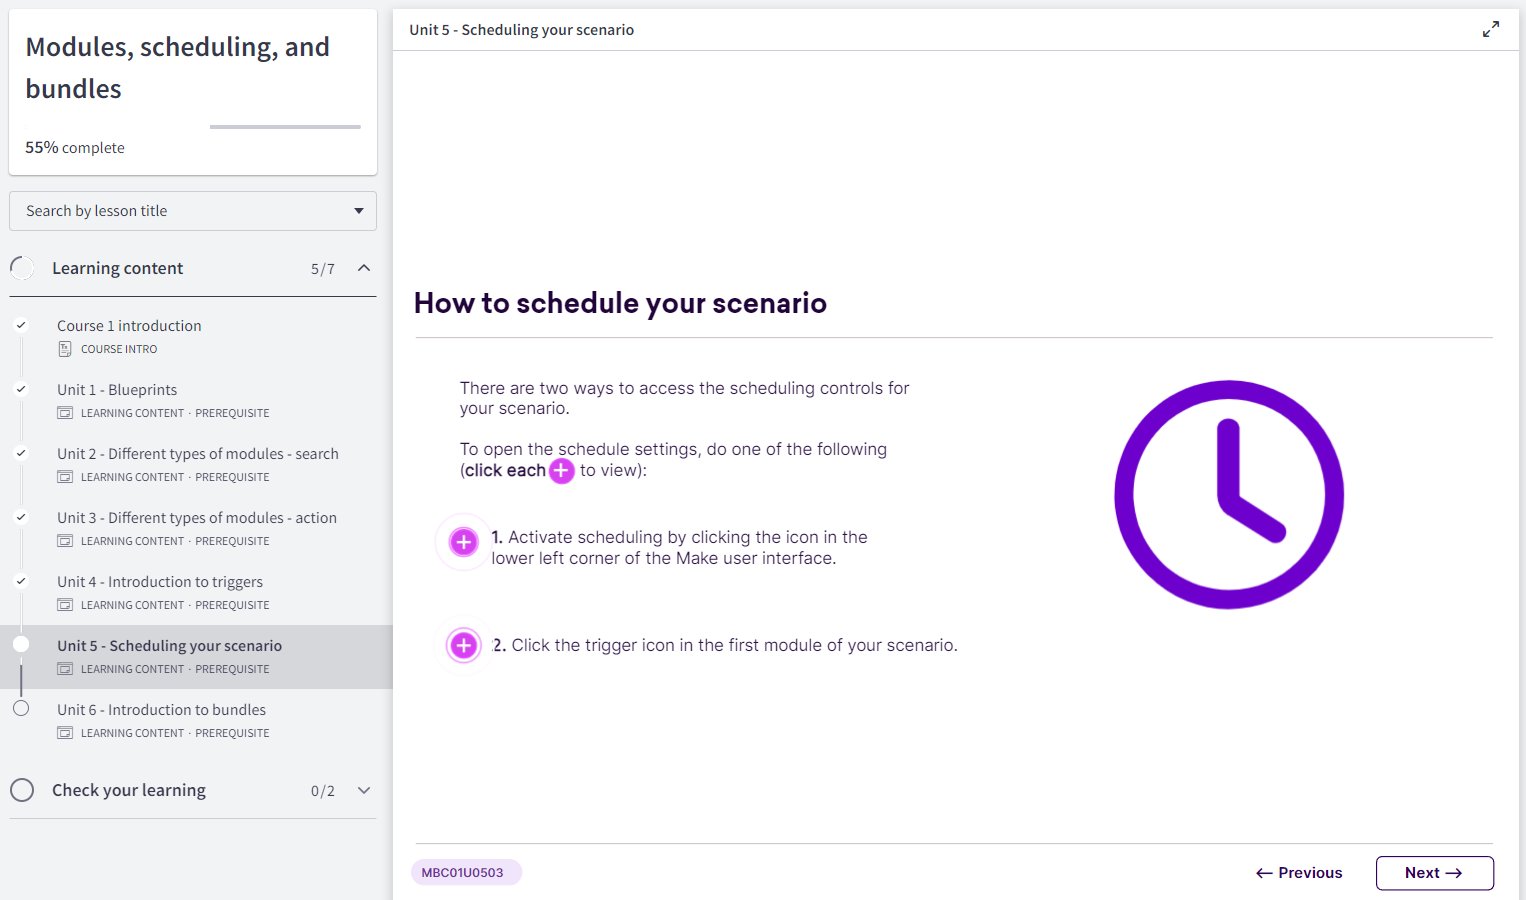 Modules, scheduling, and
bundles
55% complete
Search by lesson title
Learning content 5/7
Course 1 introduction
COURSE INTRO
Unit 1 - Blueprints
LEARNING CONTENT · PREREQUISITE
Unit 2 - Different types of modules - search
LEARNING CONTENT · PREREQUISITE
Unit 3 - Different types of modules - action
LEARNING CONTENT · PREREQUISITE
Unit 4 - Introduction to triggers
LEARNING CONTENT · PREREQUISITE
Unit 5 - Scheduling your scenario
LEARNING CONTENT · PREREQUISITE
Unit 6 - Introduction to bundles
LEARNING CONTENT · PREREQUISITE
Check your learning 0/2
Unit 5 - Scheduling your scenario
How to schedule your scenario
There are two ways to access the scheduling controls for
your scenario.
To open the schedule settings, do one of the following
(click each + to view):
1. Activate scheduling by clicking the icon in the
lower left corner of the Make user interface.
2. Click the trigger icon in the first module of your scenario.
MBC01U0503
← Previous
Next →